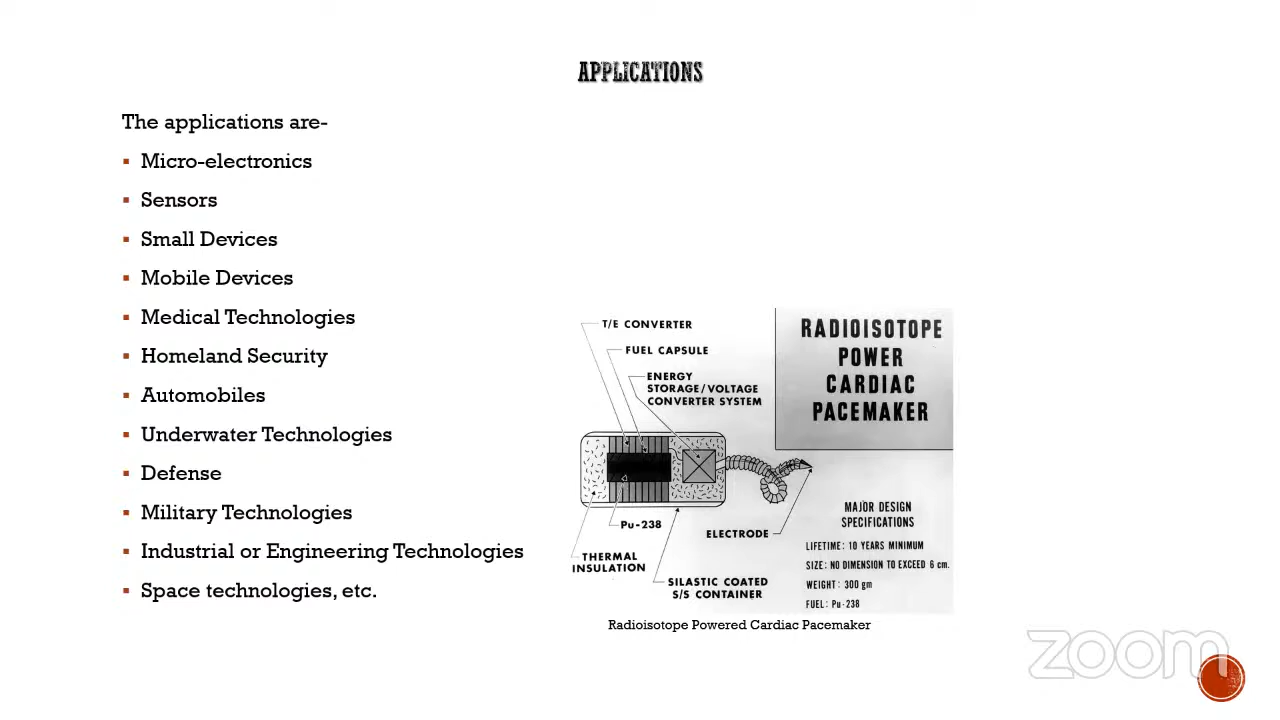 APPLICATIONS
The applications are-
▪ Micro-electronics
▪ Sensors
▪ Small Devices
▪ Mobile Devices
▪ Medical Technologies
▪ Homeland Security
▪ Automobiles
▪ Underwater Technologies
▪ Defense
▪ Military Technologies
▪ Industrial or Engineering Technologies
▪ Space technologies, etc.
T/E CONVERTER
FUEL CAPSULE
ENERGY
STORAGE/VOLTAGE
CONVERTER SYSTEM
RADIOISOTOPE
POWER
CARDIAC
PACEMAKER
Pu-238
ELECTRODE
THERMAL
INSULATION
SILASTIC COATED
S/S CONTAINER
MAJOR DESIGN
SPECIFICATIONS
LIFETIME: 10 YEARS MINIMUM
SIZE: NO DIMENSION TO EXCEED 6 cm.
WEIGHT: 300 gm
FUEL: Pu-238
Radioisotope Powered Cardiac Pacemaker
zoom